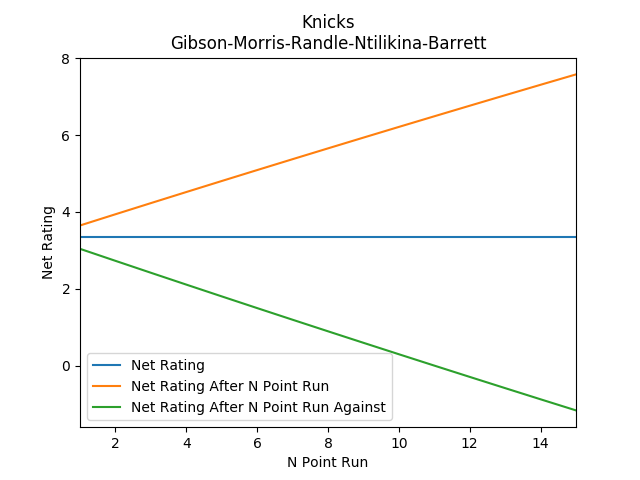 Knicks
Gibson-Morris-Randle-Ntilikina-Barrett
8
6
4
2
0
Net Rating
Net Rating
Net Rating After N Point Run
Net Rating After N Point Run Against
2 4 6 8 10 12 14
N Point Run